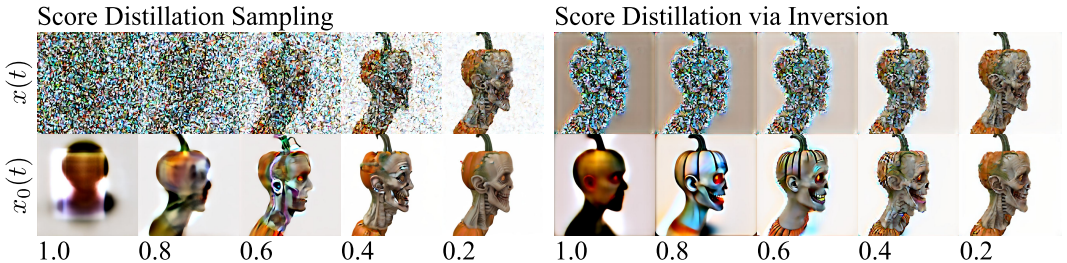 Score Distillation Sampling
Score Distillation via Inversion
x(t)
x₀(t)
1.0 0.8 0.6 0.4 0.2
1.0 0.8 0.6 0.4 0.2